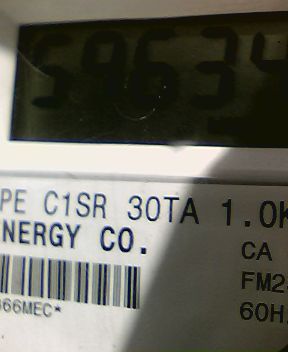 59634
PE C1SR 30TA 1.0K
NERGY CO.
CA
FM2
66MEC*
60H